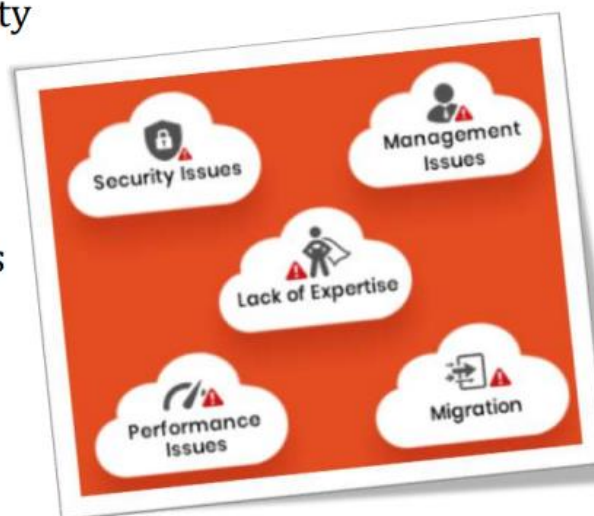 ty
Security Issues
Management
Issues
s
Lack of Expertise
Performance
Issues
Migration